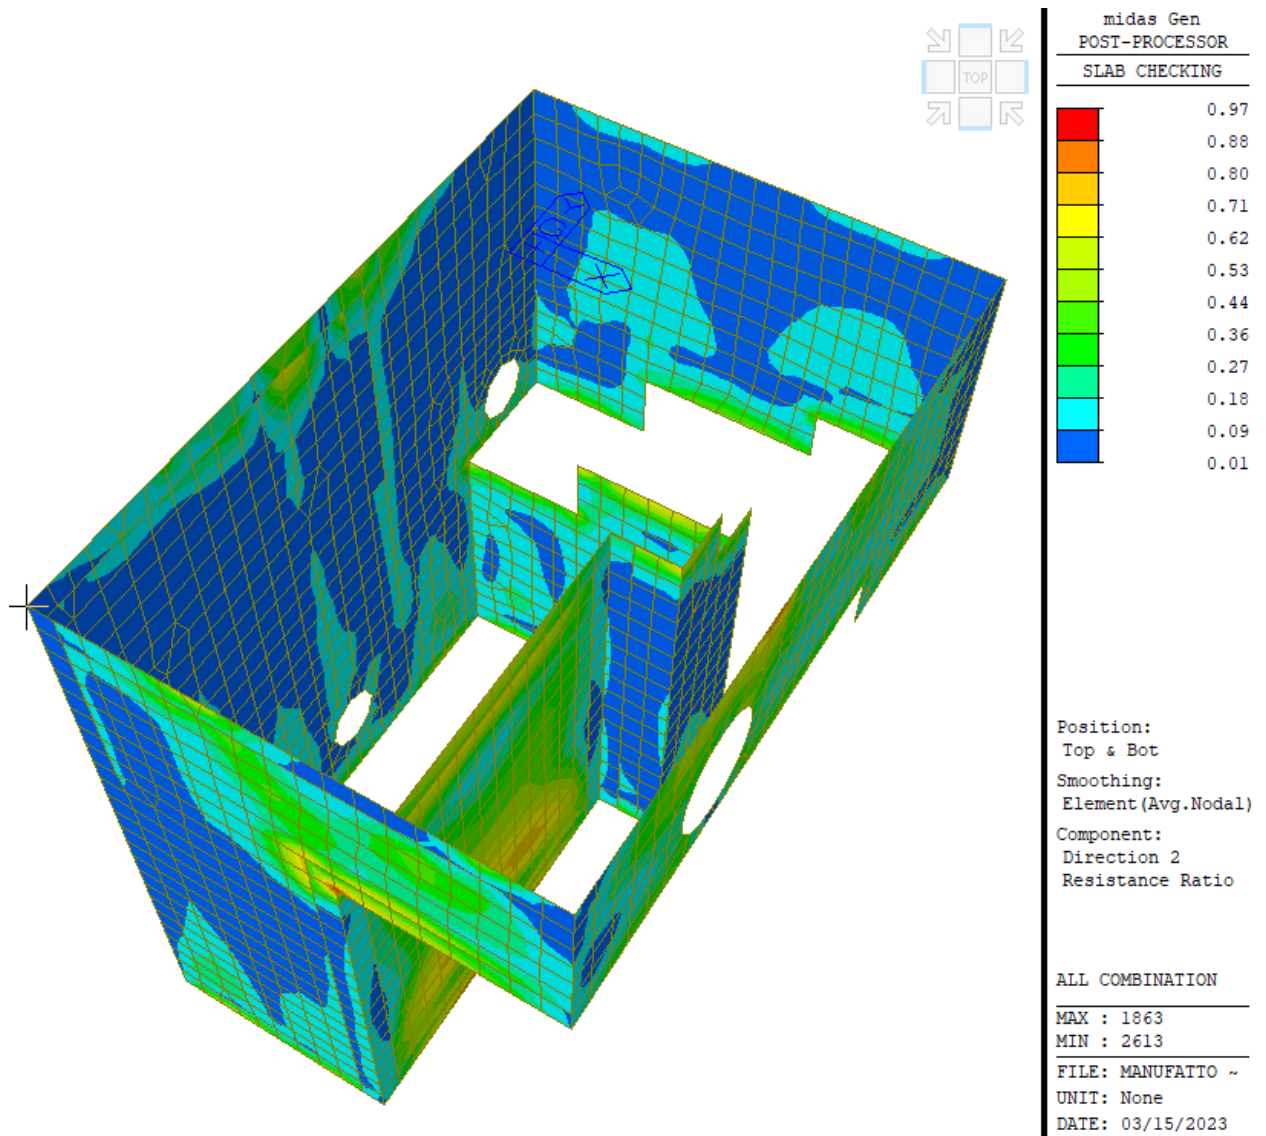 TOP
X
midas Gen
POST-PROCESSOR
SLAB CHECKING
0.97
0.88
0.80
0.71
0.62
0.53
0.44
0.36
0.27
0.18
0.09
0.01
Position:
Top & Bot
Smoothing:
Element(Avg.Nodal)
Component:
Direction 2
Resistance Ratio
ALL COMBINATION
MAX : 1863
MIN : 2613
FILE: MANUFATTO ~
UNIT: None
DATE: 03/15/2023